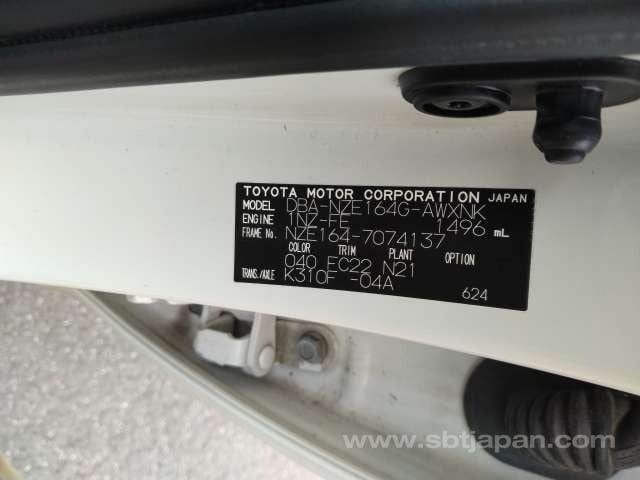 TOYOTA MOTOR CORPORATION JAPAN
MODEL DBA-NZE164G-AWXNK
ENGINE 1NZ-FE 1496 mL
FRAME No. NZE164-7074137
COLOR TRIM PLANT OPTION
040 FC22 N21
TRANS./AXLE K310F -04A
624
www.sbtjapan.com